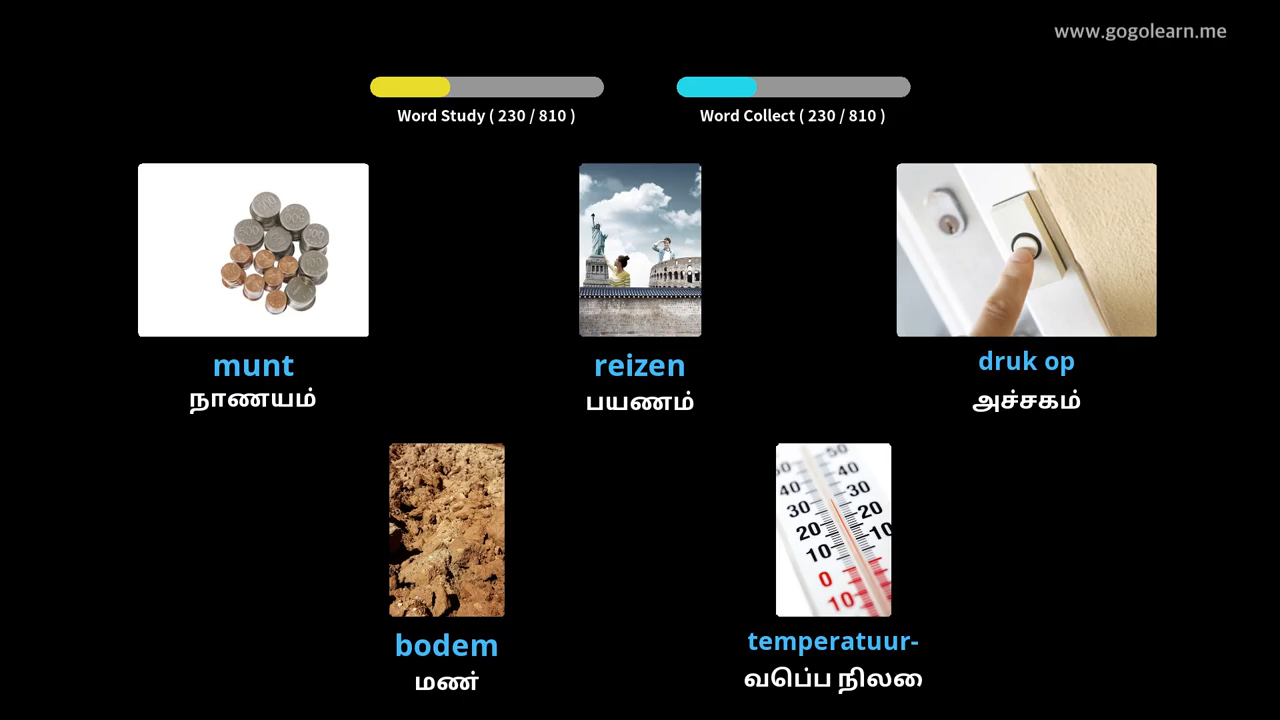 www.gogolearn.me
Word Study ( 230 / 810 )
Word Collect ( 230 / 810 )
munt
reizen
druk op
நாணயம்
பயணம்
அச்சகம்
bodem
temperatuur-
மண்
வெப்ப நிலை